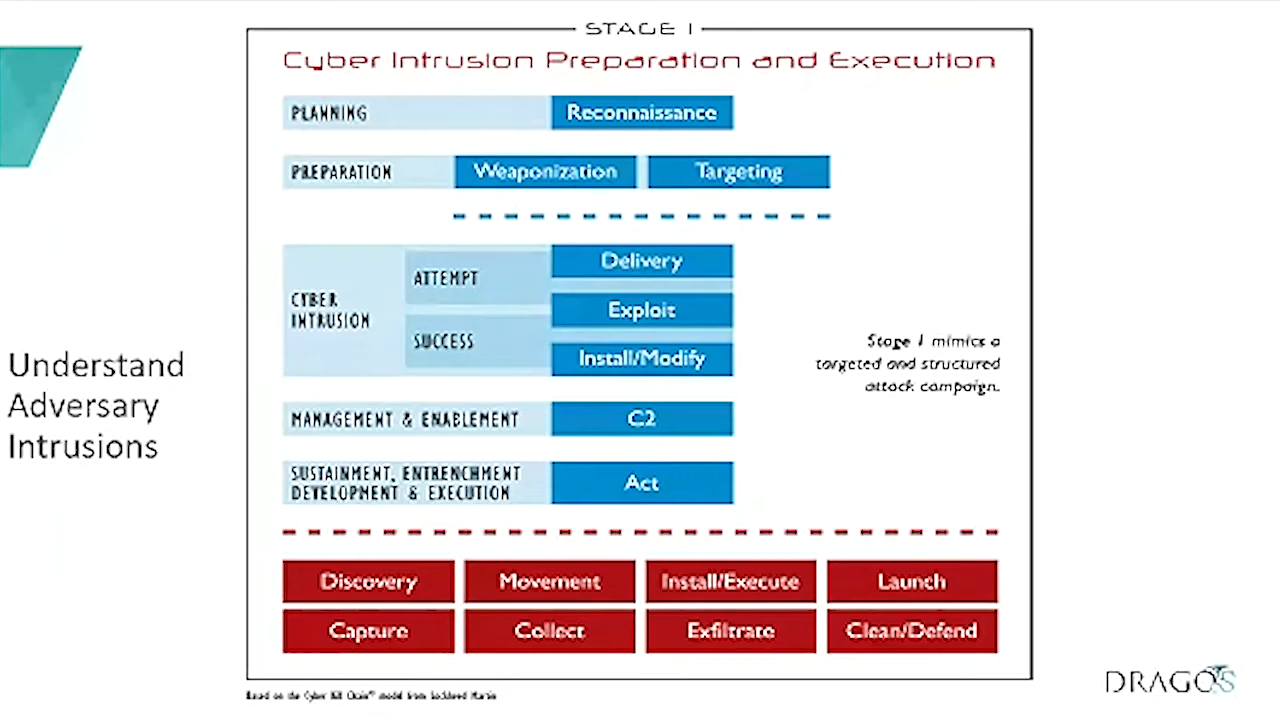 STAGE 1
Cyber Intrusion Preparation and Execution
PLANNING
Reconnaissance
PREPARATION
Weaponization
Targeting
CYBER
INTRUSION
ATTEMPT
SUCCESS
Delivery
Exploit
Install/Modify
Stage 1 mimics a
targeted and structured
attack campaign.
Understand
Adversary
Intrusions
MANAGEMENT & ENABLEMENT
C2
SUSTAINMENT, ENTRENCHMENT
DEVELOPMENT & EXECUTION
Act
Discovery
Movement
Install/Execute
Launch
Capture
Collect
Exfiltrate
Clean/Defend
Based on the Cyber Kill Chain™ model from Lockheed Martin
DRAGOS